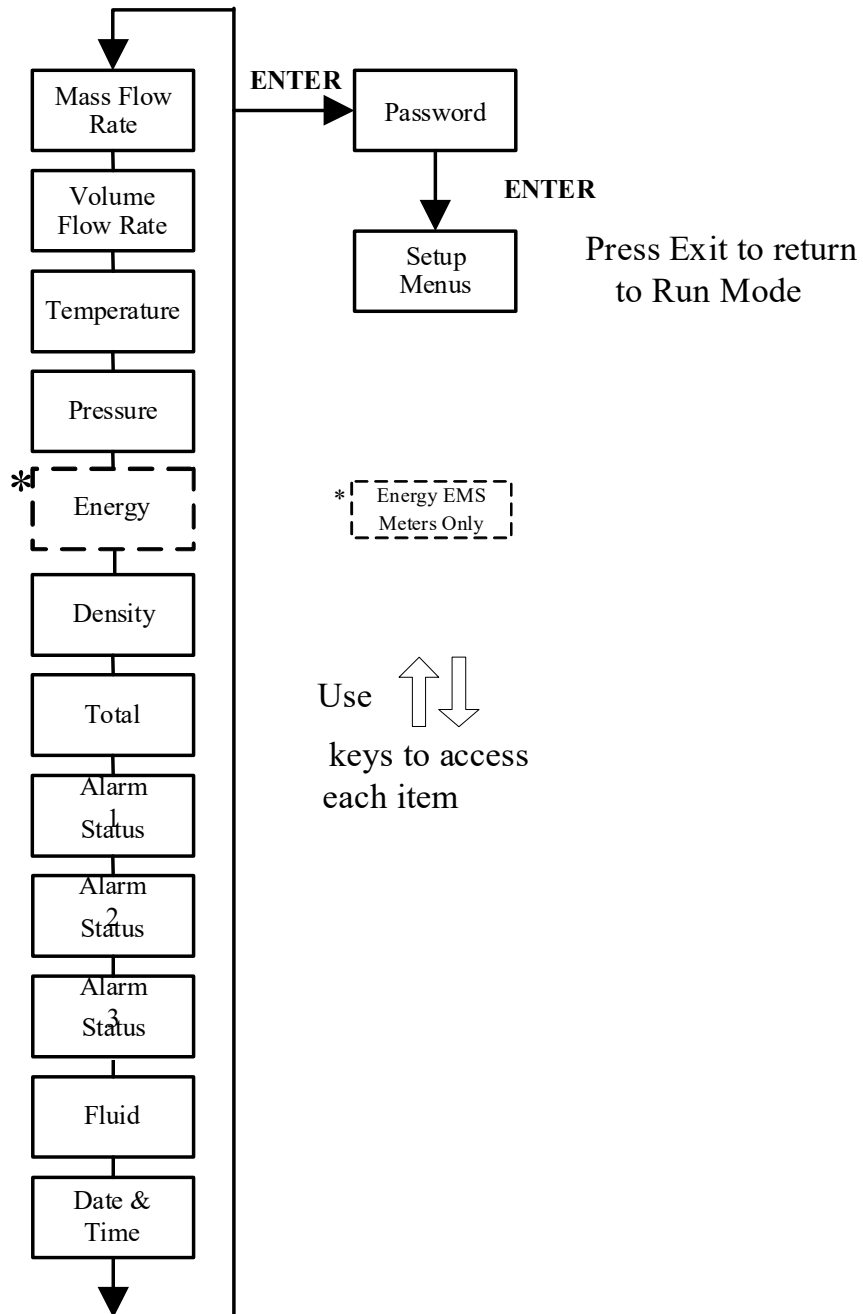 Mass Flow
Rate
Volume
Flow Rate
Temperature
Pressure
*
Energy
Density
Total
Alarm
1
Status
Alarm
2
Status
Alarm
3
Status
Fluid
Date &
Time
ENTER
Password
ENTER
Setup
Menus
Press Exit to return
to Run Mode
* Energy EMS
Meters Only
Use
keys to access
each item